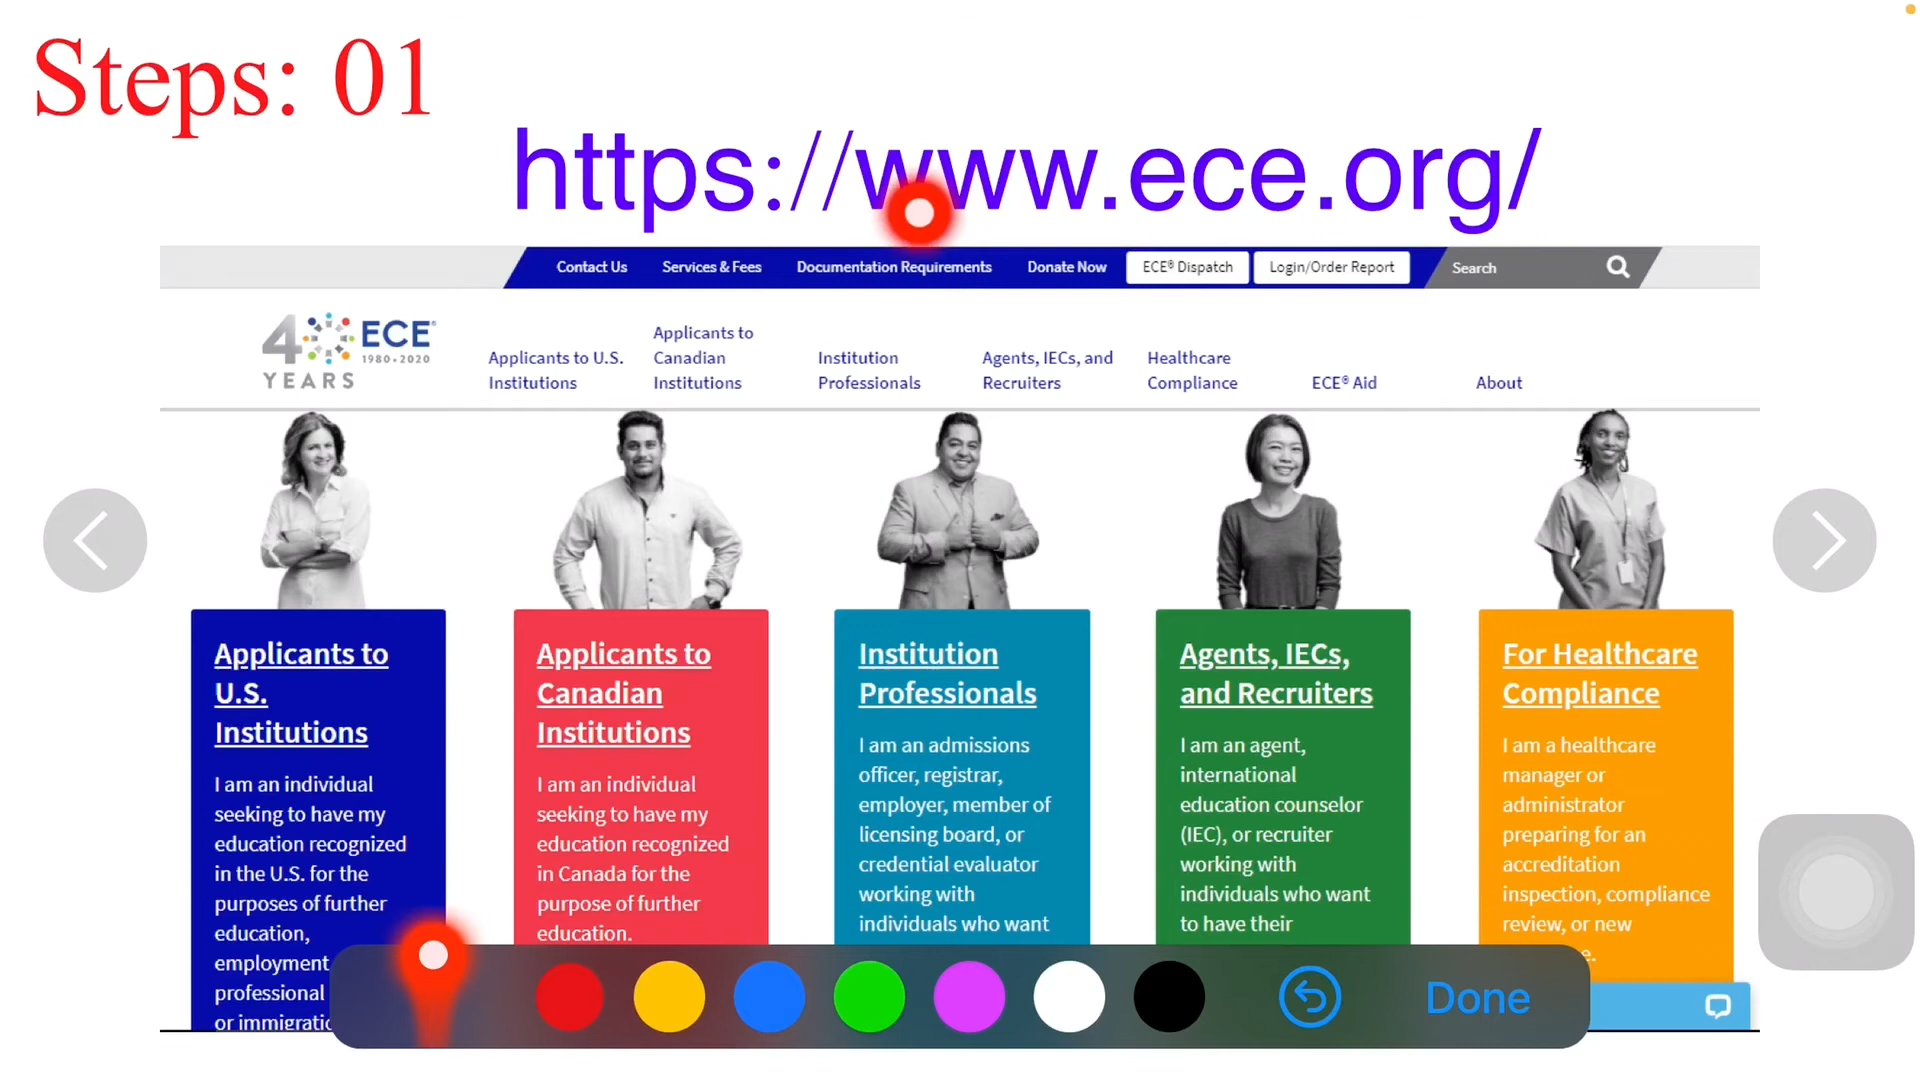 Steps: 01
https://www.ece.org/
Contact Us
Services & Fees
Documentation Requirements
Donate Now
ECE® Dispatch
Login/Order Report
Search
40 ECE®
1980•2020
YEARS
Applicants to U.S.
Institutions
Applicants to
Canadian
Institutions
Institution
Professionals
Agents, IECs, and
Recruiters
Healthcare
Compliance
ECE® Aid
About
Applicants to
U.S.
Institutions
I am an individual
seeking to have my
education recognized
in the U.S. for the
purposes of further
education,
employment
professional
or immigratio
Applicants to
Canadian
Institutions
I am an individual
seeking to have my
education recognized
in Canada for the
purpose of further
education.
Institution
Professionals
I am an admissions
officer, registrar,
employer, member of
licensing board, or
credential evaluator
working with
individuals who want
Agents, IECs,
and Recruiters
I am an agent,
international
education counselor
(IEC), or recruiter
working with
individuals who want
to have their
For Healthcare
Compliance
I am a healthcare
manager or
administrator
preparing for an
accreditation
inspection, compliance
review, or new
Done